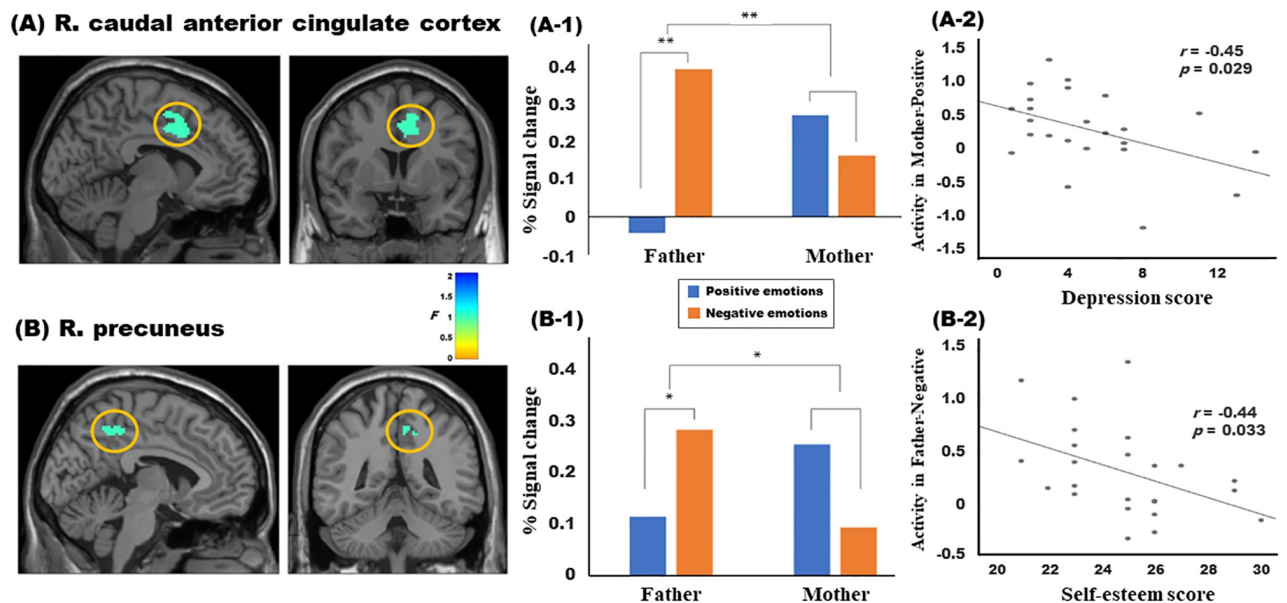 (A) R. caudal anterior cingulate cortex
(A-1)
**
**
% Signal change
0.4
0.3
0.2
0.1
0
-0.1
Father
Mother
(A-2)
r = -0.45
p = 0.029
Activity in Mother-Positive
1.5
1.0
0.5
0
-0.5
-1.0
-1.5
0
4
8
12
Depression score
F
2
1
0
Positive emotions
Negative emotions
(B) R. precuneus
(B-1)
*
*
% Signal change
0.4
0.3
0.2
0.1
0
Father
Mother
(B-2)
r = -0.44
p = 0.033
Activity in Father-Negative
1.5
1.0
0.5
0
-0.5
20
22
24
26
28
30
Self-esteem score